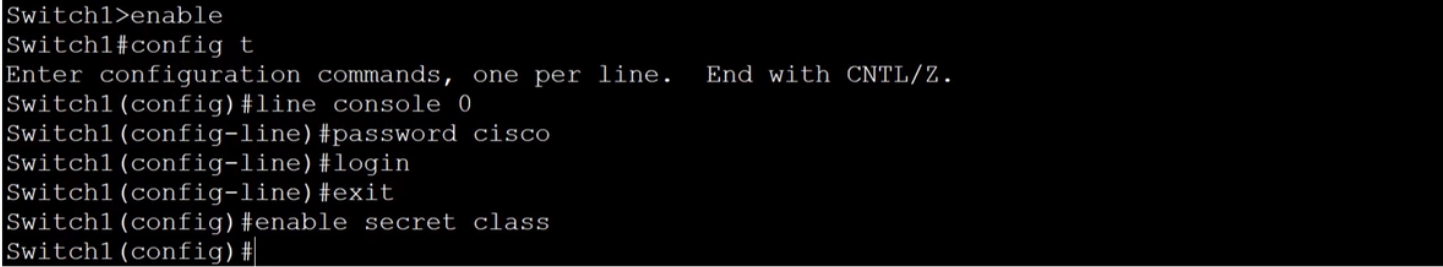 Switch1>enable
Switch1#config t
Enter configuration commands, one per line.  End with CNTL/Z.
Switch1(config)#line console 0
Switch1(config-line)#password cisco
Switch1(config-line)#login
Switch1(config-line)#exit
Switch1(config)#enable secret class
Switch1(config)#